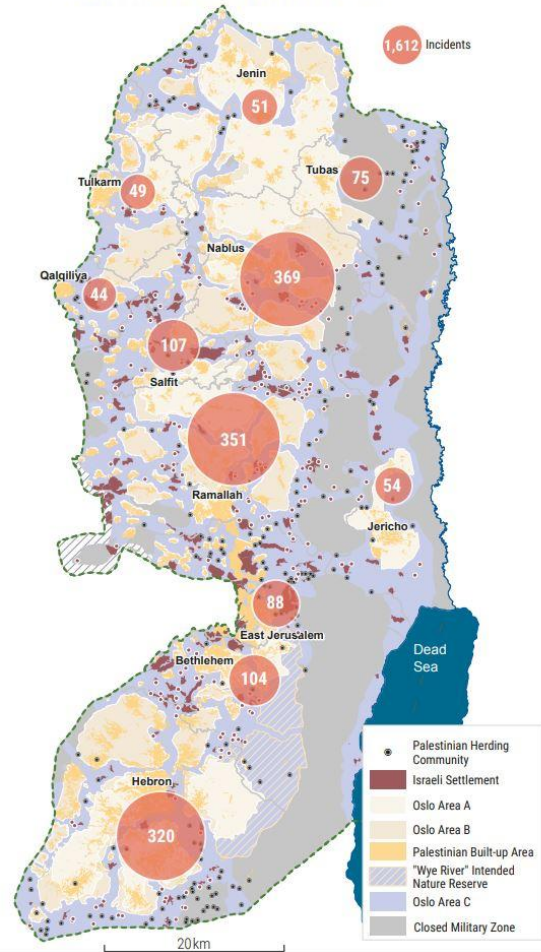 1,612 Incidents
Jenin
51
Tubas
75
Tulkarm
49
Nablus
369
Qalqiliya
44
107
Salfit
351
Ramallah
54
Jericho
88
East Jerusalem
Bethlehem
104
Dead
Sea
Hebron
320
20 km
Palestinian Herding
Community
Israeli Settlement
Oslo Area A
Oslo Area B
Palestinian Built-up Area
"Wye River" Intended
Nature Reserve
Oslo Area C
Closed Military Zone